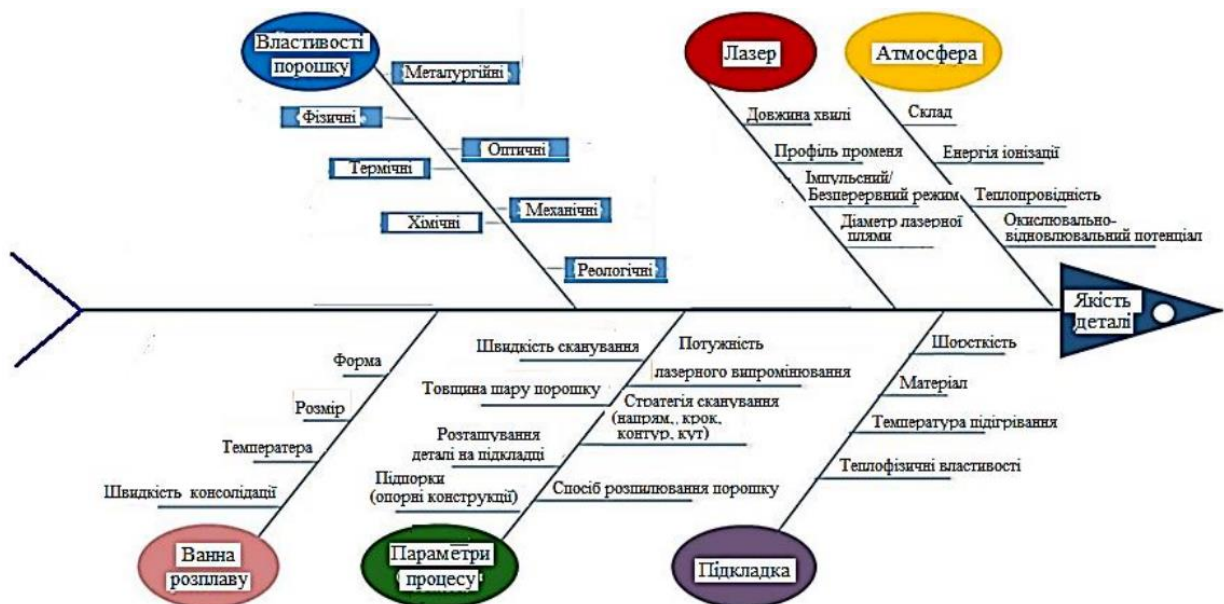 Властивості
порошку
Металургійні
Фізичні
Оптичні
Термічні
Механічні
Хімічні
Реологічні
Лазер
Довжина хвилі
Профіль променя
Імпульсний/
Безперервний режим
Діаметр лазерної
плями
Атмосфера
Склад
Енергія іонізації
Теплопровідність
Окислювально-
відновлювальний потенціал
Якість
деталі
Форма
Розмір
Температера
Швидкість консолідації
Ванна
розплаву
Швидкість сканування
Товщина шару порошку
Розташування
деталі на підкладці
Підпорки
(опорні конструкції)
Потужність
лазерного випромінювання
Стратегія сканування
(напрям,, крок,
контур, кут)
Спосіб розпилювання порошку
Параметри
процесу
Шорсткість
Матеріал
Температура підігрівання
Теплофізичні властивості
Підкладка